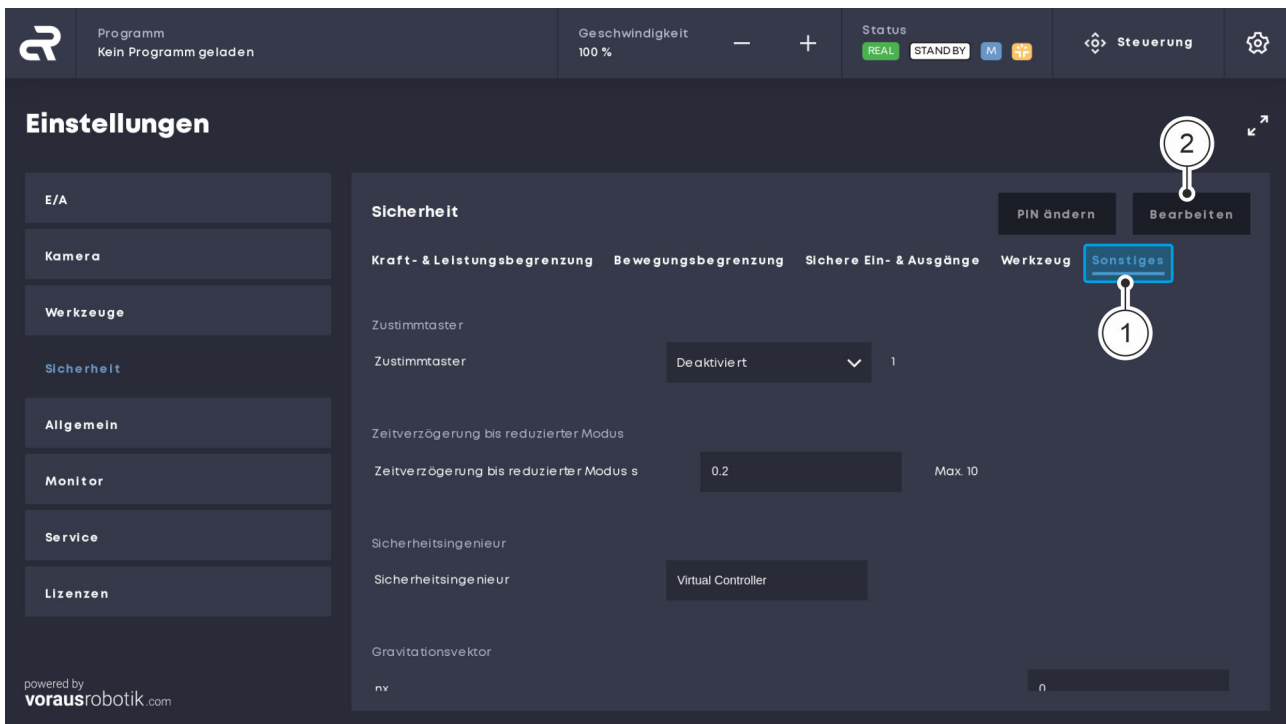 Programm
Kein Programm geladen
Geschwindigkeit
100 %
Status
REAL STANDBY M
Steuerung
Einstellungen
2
E/A
Kamera
Werkzeuge
Sicherheit
Allgemein
Monitor
Service
Lizenzen
powered by
vorausrobotik.com
Sicherheit
PIN ändern
Bearbeiten
Kraft- & Leistungsbegrenzung Bewegungsbegrenzung Sichere Ein- & Ausgänge Werkzeug Sonstiges
1
Zustimmtaster
Zustimmtaster Deaktiviert 1
Zeitverzögerung bis reduzierter Modus
Zeitverzögerung bis reduzierter Modus s 0.2 Max. 10
Sicherheitsingenieur
Sicherheitsingenieur Virtual Controller
Gravitationsvektor
nx 0